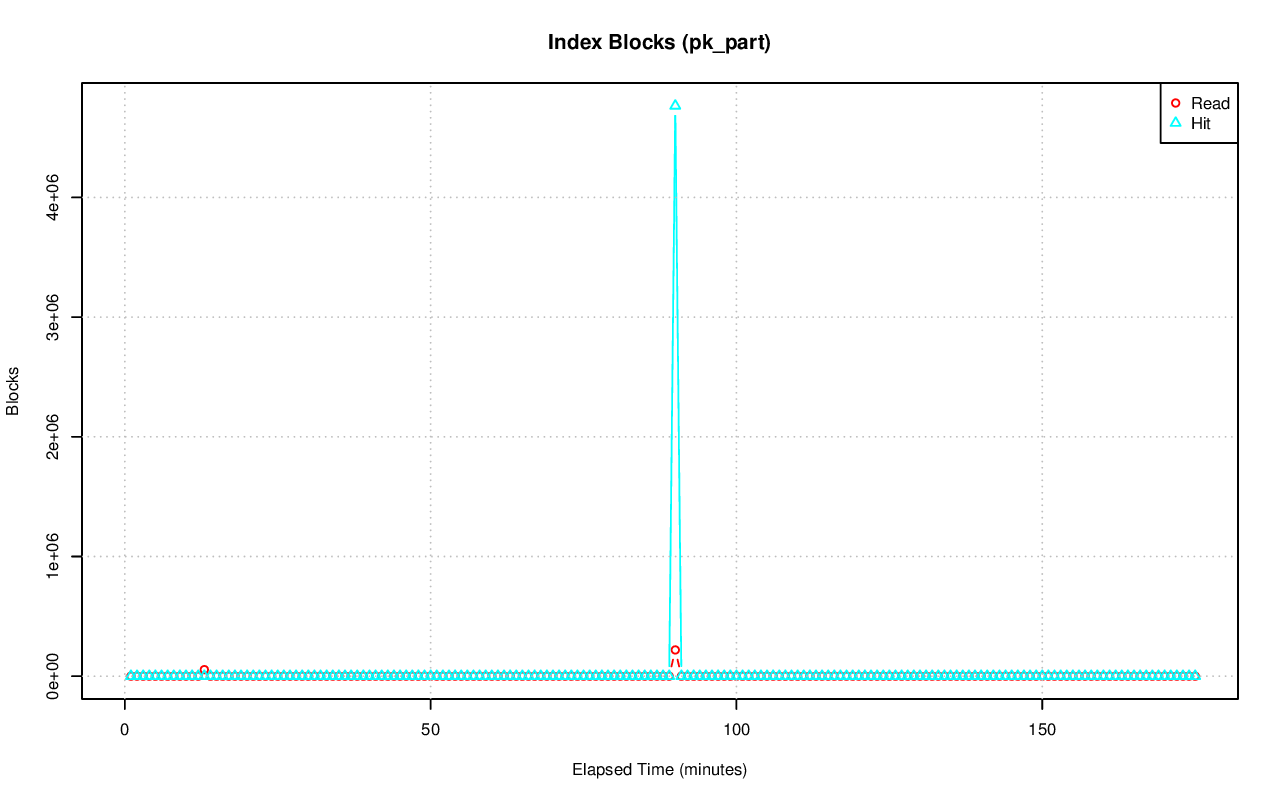 Index Blocks (pk_part)
Read
Hit
Blocks
4e+06
3e+06
2e+06
1e+06
0e+00
0 50 100 150
Elapsed Time (minutes)